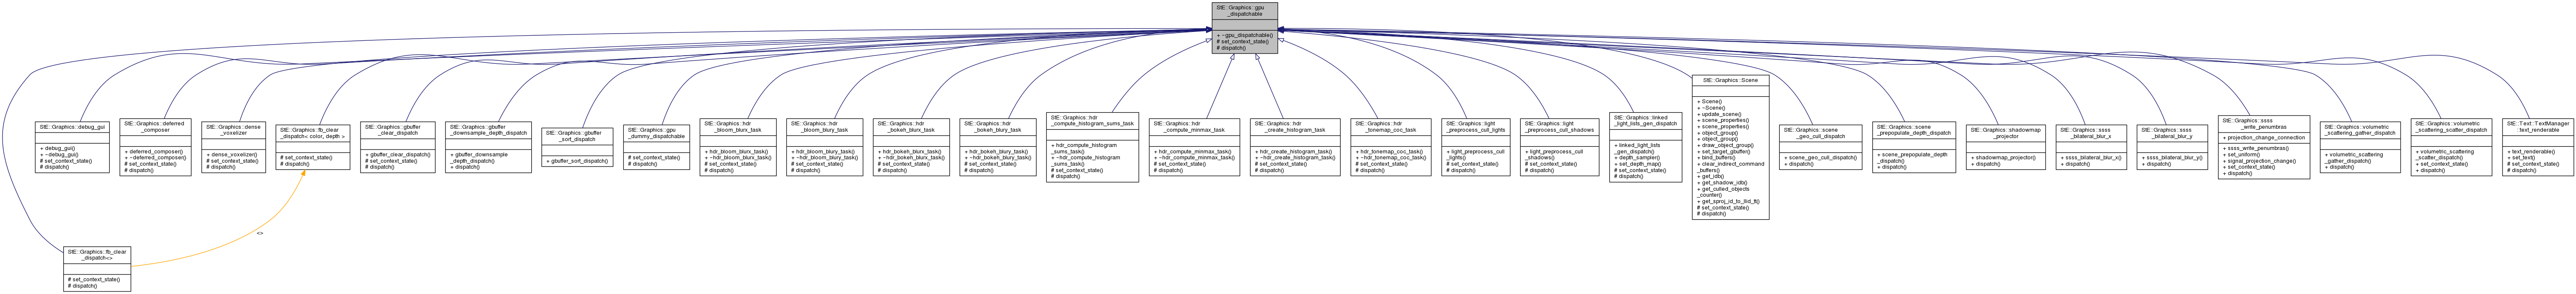 StE::Graphics::gpu
_dispatchable
+ ~gpu_dispatchable()
# set_context_state()
# dispatch()
StE::Graphics::debug_gui
+ debug_gui()
+ ~debug_gui()
# set_context_state()
# dispatch()
StE::Graphics::deferred
_composer
+ deferred_composer()
+ ~deferred_composer()
# set_context_state()
# dispatch()
StE::Graphics::dense
_voxelizer
+ dense_voxelizer()
# set_context_state()
# dispatch()
StE::Graphics::fb_clear
_dispatch< color, depth >
# set_context_state()
# dispatch()
StE::Graphics::gbuffer
_clear_dispatch
+ gbuffer_clear_dispatch()
# set_context_state()
# dispatch()
StE::Graphics::gbuffer
_downsample_depth_dispatch
+ gbuffer_downsample
_depth_dispatch()
+ dispatch()
StE::Graphics::gbuffer
_sort_dispatch
+ gbuffer_sort_dispatch()
StE::Graphics::gpu
_dummy_dispatchable
# set_context_state()
# dispatch()
StE::Graphics::hdr
_bloom_blurx_task
+ hdr_bloom_blurx_task()
+ ~hdr_bloom_blurx_task()
# set_context_state()
# dispatch()
StE::Graphics::hdr
_bloom_blury_task
+ hdr_bloom_blury_task()
+ ~hdr_bloom_blury_task()
# set_context_state()
# dispatch()
StE::Graphics::hdr
_bokeh_blurx_task
+ hdr_bokeh_blurx_task()
+ ~hdr_bokeh_blurx_task()
# set_context_state()
# dispatch()
StE::Graphics::hdr
_bokeh_blury_task
+ hdr_bokeh_blury_task()
+ ~hdr_bokeh_blury_task()
# set_context_state()
# dispatch()
StE::Graphics::hdr
_compute_histogram_sums_task
+ hdr_compute_histogram
_sums_task()
+ ~hdr_compute_histogram
_sums_task()
# set_context_state()
# dispatch()
StE::Graphics::hdr
_compute_minmax_task
+ hdr_compute_minmax_task()
+ ~hdr_compute_minmax_task()
# set_context_state()
# dispatch()
StE::Graphics::hdr
_create_histogram_task
+ hdr_create_histogram_task()
+ ~hdr_create_histogram_task()
# set_context_state()
# dispatch()
StE::Graphics::hdr
_tonemap_coc_task
+ hdr_tonemap_coc_task()
+ ~hdr_tonemap_coc_task()
# set_context_state()
# dispatch()
StE::Graphics::light
_preprocess_cull_lights
+ light_preprocess_cull
_lights()
# set_context_state()
# dispatch()
StE::Graphics::light
_preprocess_cull_shadows
+ light_preprocess_cull
_shadows()
# set_context_state()
# dispatch()
StE::Graphics::linked
_light_lists_gen_dispatch
+ linked_light_lists
_gen_dispatch()
+ depth_sampler()
+ set_depth_map()
# set_context_state()
# dispatch()
StE::Graphics::Scene
+ Scene()
+ ~Scene()
+ update_scene()
+ scene_properties()
+ scene_properties()
+ object_group()
+ object_group()
+ draw_object_group()
+ set_target_gbuffer()
+ bind_buffers()
+ clear_indirect_command
_buffers()
+ get_idb()
+ get_shadow_idb()
+ get_culled_objects
_counter()
+ get_sproj_id_to_llid_tt()
# set_context_state()
# dispatch()
StE::Graphics::scene
_geo_cull_dispatch
+ scene_geo_cull_dispatch()
+ dispatch()
StE::Graphics::scene
_prepopulate_depth_dispatch
+ scene_prepopulate_depth
_dispatch()
+ dispatch()
StE::Graphics::shadowmap
_projector
+ shadowmap_projector()
+ dispatch()
StE::Graphics::ssss
_bilateral_blur_x
+ ssss_bilateral_blur_x()
+ dispatch()
StE::Graphics::ssss
_bilateral_blur_y
+ ssss_bilateral_blur_y()
+ dispatch()
StE::Graphics::ssss
_write_penumbras
+ projection_change_connection
+ ssss_write_penumbras()
+ set_uniform()
+ signal_projection_change()
+ set_context_state()
+ dispatch()
StE::Graphics::volumetric
_scattering_gather_dispatch
+ volumetric_scattering
_gather_dispatch()
+ dispatch()
StE::Graphics::volumetric
_scattering_scatter_dispatch
+ volumetric_scattering
_scatter_dispatch()
+ set_context_state()
+ dispatch()
StE::Text::TextManager
::text_renderable
+ text_renderable()
+ set_text()
# set_context_state()
# dispatch()
<>
StE::Graphics::fb_clear
_dispatch<>
# set_context_state()
# dispatch()